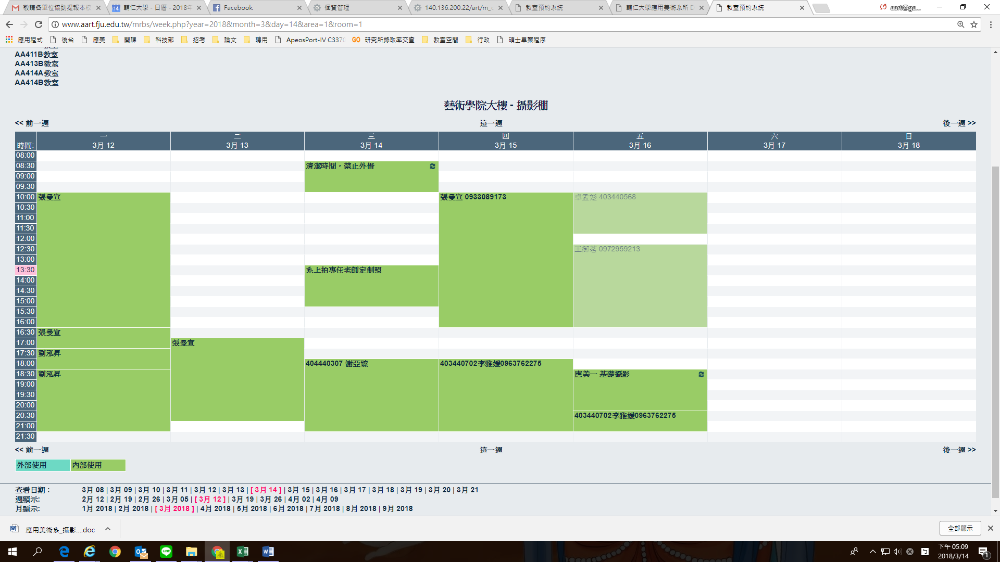 敬請各單位協助提報本校
輔仁大學 - 日曆 - 2018年
Facebook
個資管理
140.136.200.22/art/m_c
教室預約系統
輔仁大學應用美術系所 D
教室預約系統
aart@ga...
www.aart.fju.edu.tw/mrbs/week.php?year=2018&month=3&day=14&area=1&room=1
應用程式 後台 應美 開課 科技部 招考 論文 聘用 ApeosPort-IV C3370 GO 研究所錄取率交查 教室空間 行政 碩士畢業程序
AA411B教室
AA413B教室
AA414A教室
AA414B教室
藝術學院大樓 - 攝影棚
<< 前一週 這一週 後一週 >>
時間: 一 3月 12 二 3月 13 三 3月 14 四 3月 15 五 3月 16 六 3月 17 日 3月 18
08:00
08:30 清潔時間，禁止外借
09:00
09:30
10:00 張曼宣 張曼宣 0933089173 卓孟彣 403440568
10:30
11:00
11:30
12:00
12:30 王御茗 0972959213
13:00
13:30 系上拍專任老師定制照
14:00
14:30
15:00
15:30
16:00
16:30 張曼宣
17:00 張曼宣
17:30 劉泓昇
18:00 404440307 謝亞臻 403440702李雅媛0963762275
18:30 劉泓昇 應美一 基礎攝影
19:00
19:30
20:00
20:30 403440702李雅媛0963762275
21:00
21:30
<< 前一週 這一週 後一週 >>
外部使用 內部使用
查看日期： 3月 08 | 3月 09 | 3月 10 | 3月 11 | 3月 12 | 3月 13 | [ 3月 14 ] | 3月 15 | 3月 16 | 3月 17 | 3月 18 | 3月 19 | 3月 20 | 3月 21
週顯示: 2月 12 | 2月 19 | 2月 26 | 3月 05 | [ 3月 12 ] | 3月 19 | 3月 26 | 4月 02 | 4月 09
月顯示: 1月 2018 | 2月 2018 | [ 3月 2018 ] | 4月 2018 | 5月 2018 | 6月 2018 | 7月 2018 | 8月 2018 | 9月 2018
應用美術系_攝影....doc
全部顯示
下午 05:09
2018/3/14
1